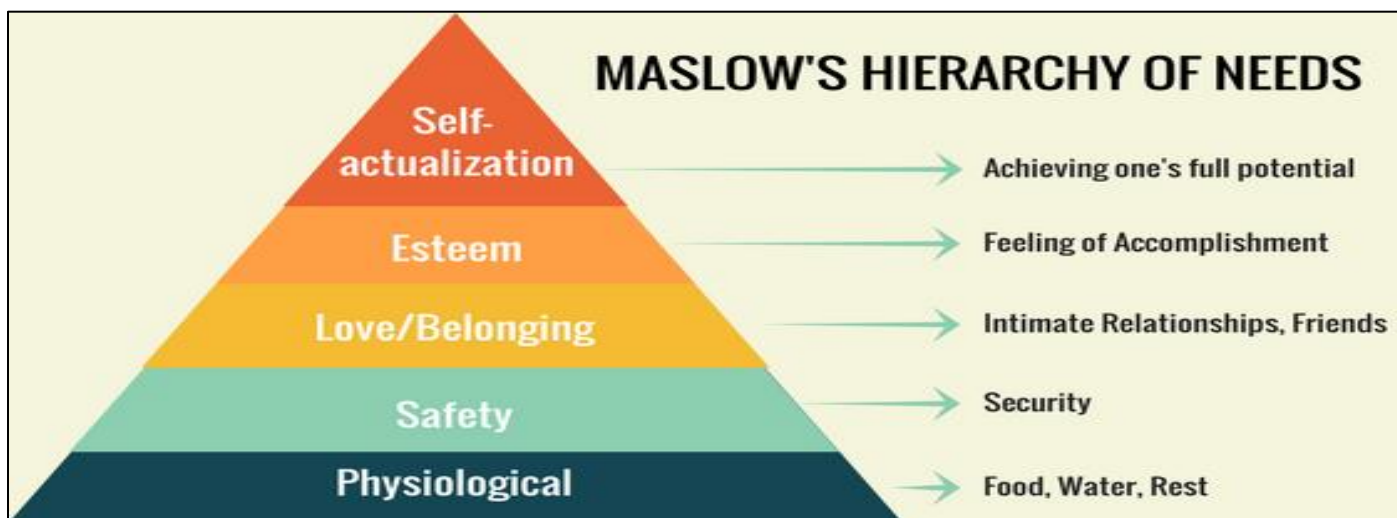 MASLOW'S HIERARCHY OF NEEDS
Self-
actualization
Achieving one's full potential
Esteem
Feeling of Accomplishment
Love/Belonging
Intimate Relationships, Friends
Safety
Security
Physiological
Food, Water, Rest